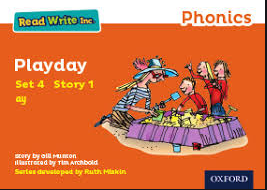 Read Write Inc.
Phonics
Playday
Set 4 Story 1
ay
Story by Gill Munton
Illustrated by Tim Archbold
Series developed by Ruth Miskin
OXFORD